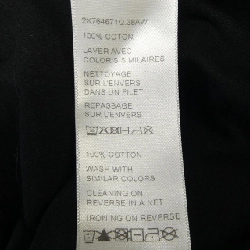 100% COTON
LAVER AVEC
COLORIS SIMILAIRES
NETTOYAGE
SUR L'ENVERS
DANS UN FILET
REPASSAGE
SUR L'ENVERS
100% COTTON
WASH WITH
SIMILAR COLORS
CLEANING ON
REVERSE IN A NET
IRONING ON REVERSE